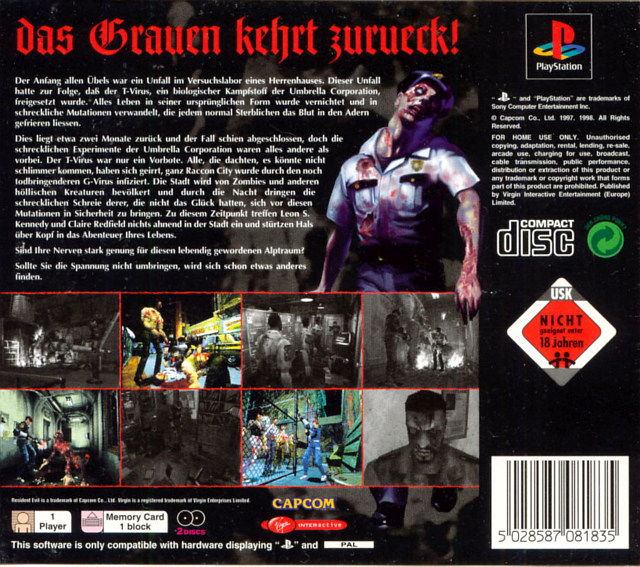 das Grauen kehrt zurueck!
Der Anfang allen Übels war ein Unfall im Versuchslabor eines Herrenhauses. Dieser Unfall
hatte zur Folge, daß der T-Virus, ein biologischer Kampfstoff der Umbrella Corporation,
freigesetzt wurde. Alles Leben in seiner ursprünglichen Form wurde vernichtet und in
schreckliche Mutationen verwandelt, die jedem normal Sterblichen das Blut in den Adern
gefrieren liessen.
Dies liegt etwa zwei Monate zurück und der Fall schien abgeschlossen, doch die
schrecklichen Experimente der Umbrella Corporation waren alles andere als
vorbei. Der T-Virus war nur ein Vorbote. Alle, die dachten, es könnte nicht
schlimmer kommen, haben sich geirrt, ganz Raccon City wurde durch den noch
todbringenderen G-Virus infiziert. Die Stadt wird von Zombies und anderen
höllischen Kreaturen bevölkert und durch die Nacht dringen die
schrecklichen Schreie derer, die nicht das Glück hatten, sich vor diesen
Mutationen in Sicherheit zu bringen. Zu diesem Zeitpunkt treffen Leon S.
Kennedy und Claire Redfield nichts ahnend in der Stadt ein und stürtzen Hals
über Kopf in das Abenteuer Ihres Lebens.
Sind Ihre Nerven stark genung für diesen lebendig gewordenen Alptraum?
Sollte Sie die Spannung nicht umbringen, wird sich schon etwas anderes
finden.
PlayStation
" " and "PlayStation" are trademarks of
Sony Computer Entertainment Inc.
© Capcom Co., Ltd. 1997, 1998. All Rights
Reserved.
FOR HOME USE ONLY. Unauthorised
copying, adaptation, rental, lending, re-sale,
arcade use, charging for use, broadcast,
cable transmission, public performance,
distribution or extraction of this product or
any trademark or copyright work that forms
part of this product are prohibited. Published
by Virgin Interactive Entertainment (Europe)
Limited.
COMPACT
disc
USK
NICHT
geeignet unter
18 Jahren
Resident Evil is a trademark of Capcom Co., Ltd. Virgin is a registered trademark of Virgin Enterprises Limited.
1
Player
Memory Card
1 block
2 DISCS
CAPCOM
Virgin INTERACTIVE
This software is only compatible with hardware displaying " " and PAL
5 028587 081835